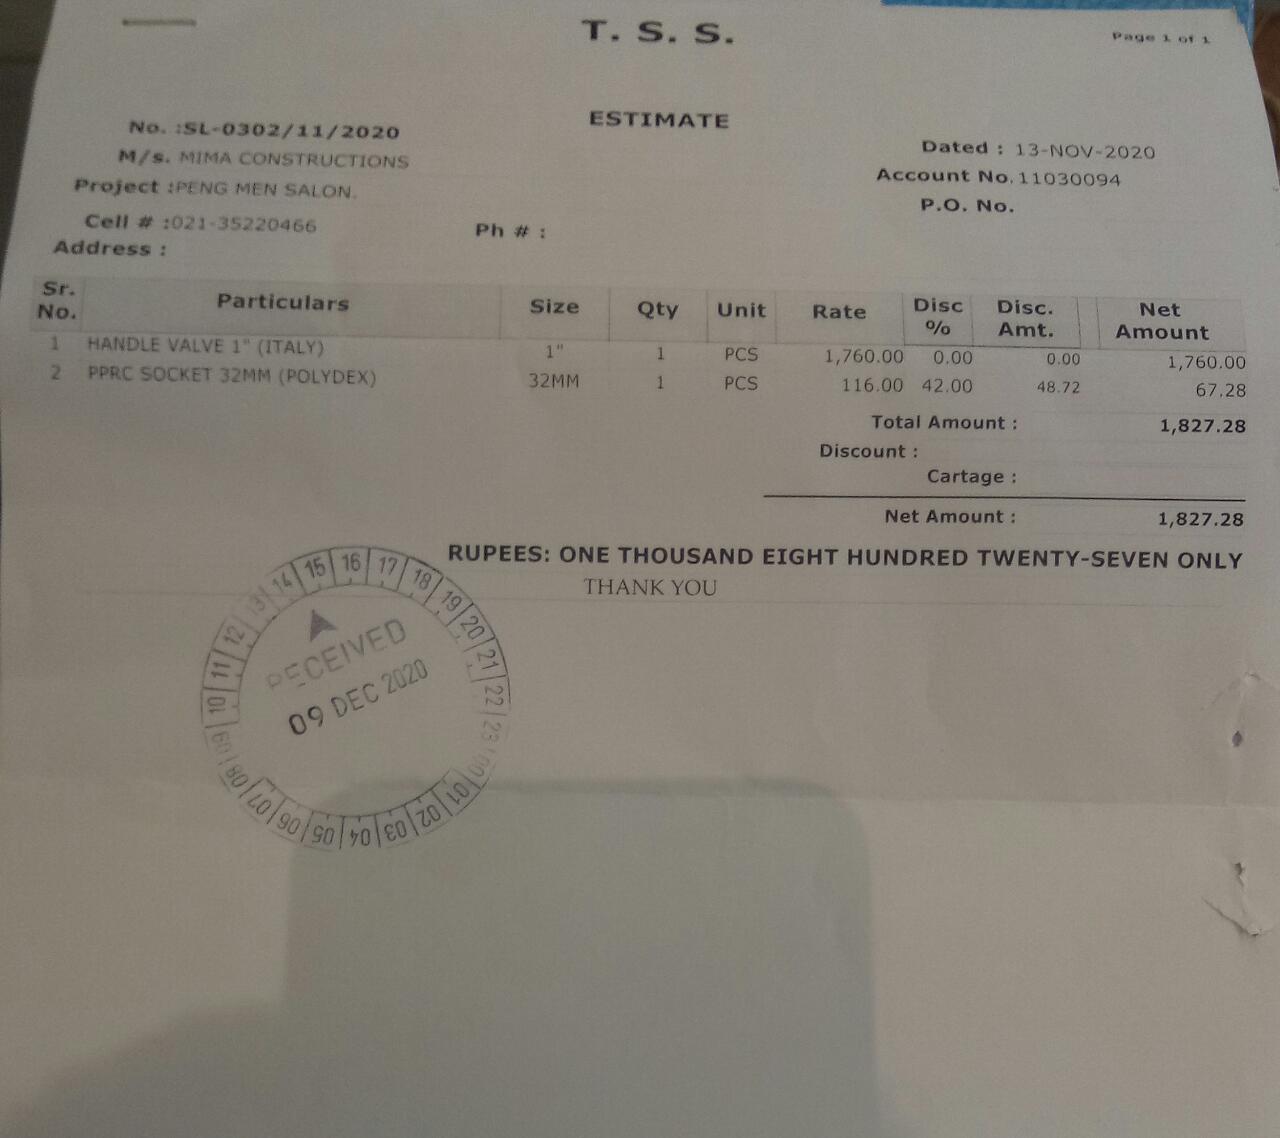 T. S. S.
Page 1 of 1
ESTIMATE
No. :SL-0302/11/2020
M/s. MIMA CONSTRUCTIONS
Project :PENG MEN SALON.
Cell # :021-35220466
Ph # :
Address :
Dated : 13-NOV-2020
Account No. 11030094
P.O. No.
Sr. No. Particulars Size Qty Unit Rate Disc % Disc. Amt. Net Amount
1 HANDLE VALVE 1" (ITALY) 1" 1 PCS 1,760.00 0.00 0.00 1,760.00
2 PPRC SOCKET 32MM (POLYDEX) 32MM 1 PCS 116.00 42.00 48.72 67.28
Total Amount : 1,827.28
Discount :
Cartage :
Net Amount : 1,827.28
RUPEES: ONE THOUSAND EIGHT HUNDRED TWENTY-SEVEN ONLY
THANK YOU
RECEIVED
09 DEC 2020
00 01 02 03 04 05 06 07 08 09 10 11 12 13 14 15 16 17 18 19 20 21 22 23